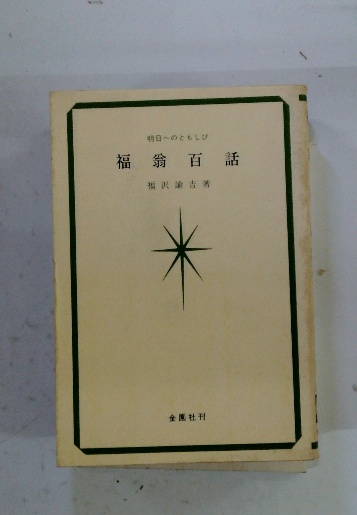 明日へのともしび
福翁百話
福沢諭吉著
金園社刊